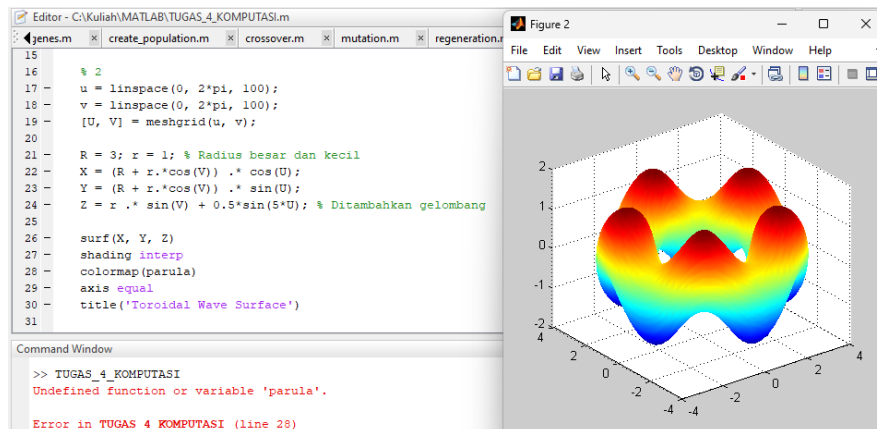 Editor - C:\Kuliah\MATLAB\TUGAS_4_KOMPUTASI.m
create_population.m × crossover.m × mutation.m × regeneration.
15
16 % 2
17 - u = linspace(0, 2*pi, 100);
18 - v = linspace(0, 2*pi, 100);
19 - [U, V] = meshgrid(u, v);
20
21 - R = 3; r = 1; % Radius besar dan kecil
22 - X = (R + r.*cos(V)) .* cos(U);
23 - Y = (R + r.*cos(V)) .* sin(U);
24 - Z = r .* sin(V) + 0.5*sin(5*U); % Ditambahkan gelombang
25
26 - surf(X, Y, Z)
27 - shading interp
28 - colormap(parula)
29 - axis equal
30 - title('Toroidal Wave Surface')
31
Command Window
>> TUGAS_4_KOMPUTASI
Undefined function or variable 'parula'.
Error in TUGAS_4_KOMPUTASI (line 28)
Figure 2
File Edit View Insert Tools Desktop Window Help
2
1
0
-1
-2
4
2
0
-2
-4
-4
-2
0
2
4